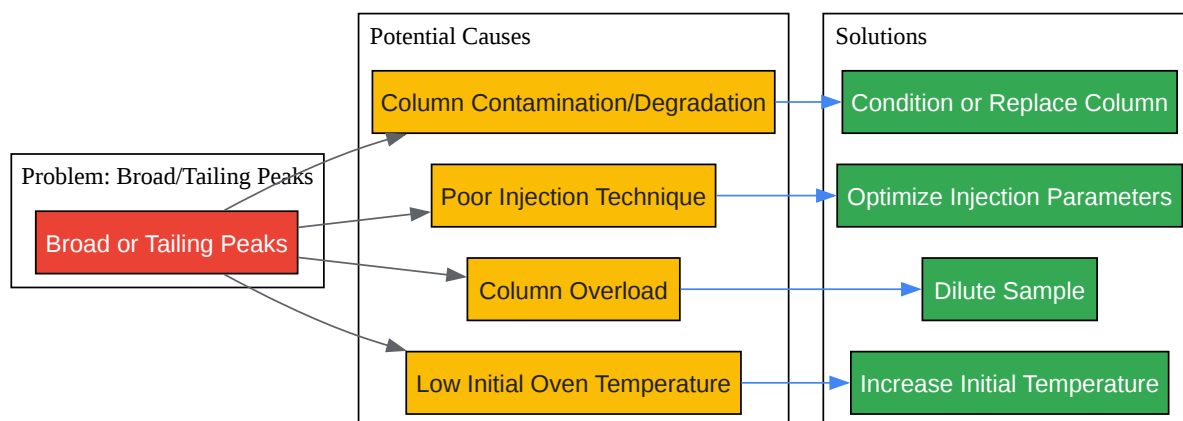 Problem: Broad/Tailing Peaks
Broad or Tailing Peaks
Potential Causes
Column Contamination/Degradation
Poor Injection Technique
Column Overload
Low Initial Oven Temperature
Solutions
Condition or Replace Column
Optimize Injection Parameters
Dilute Sample
Increase Initial Temperature